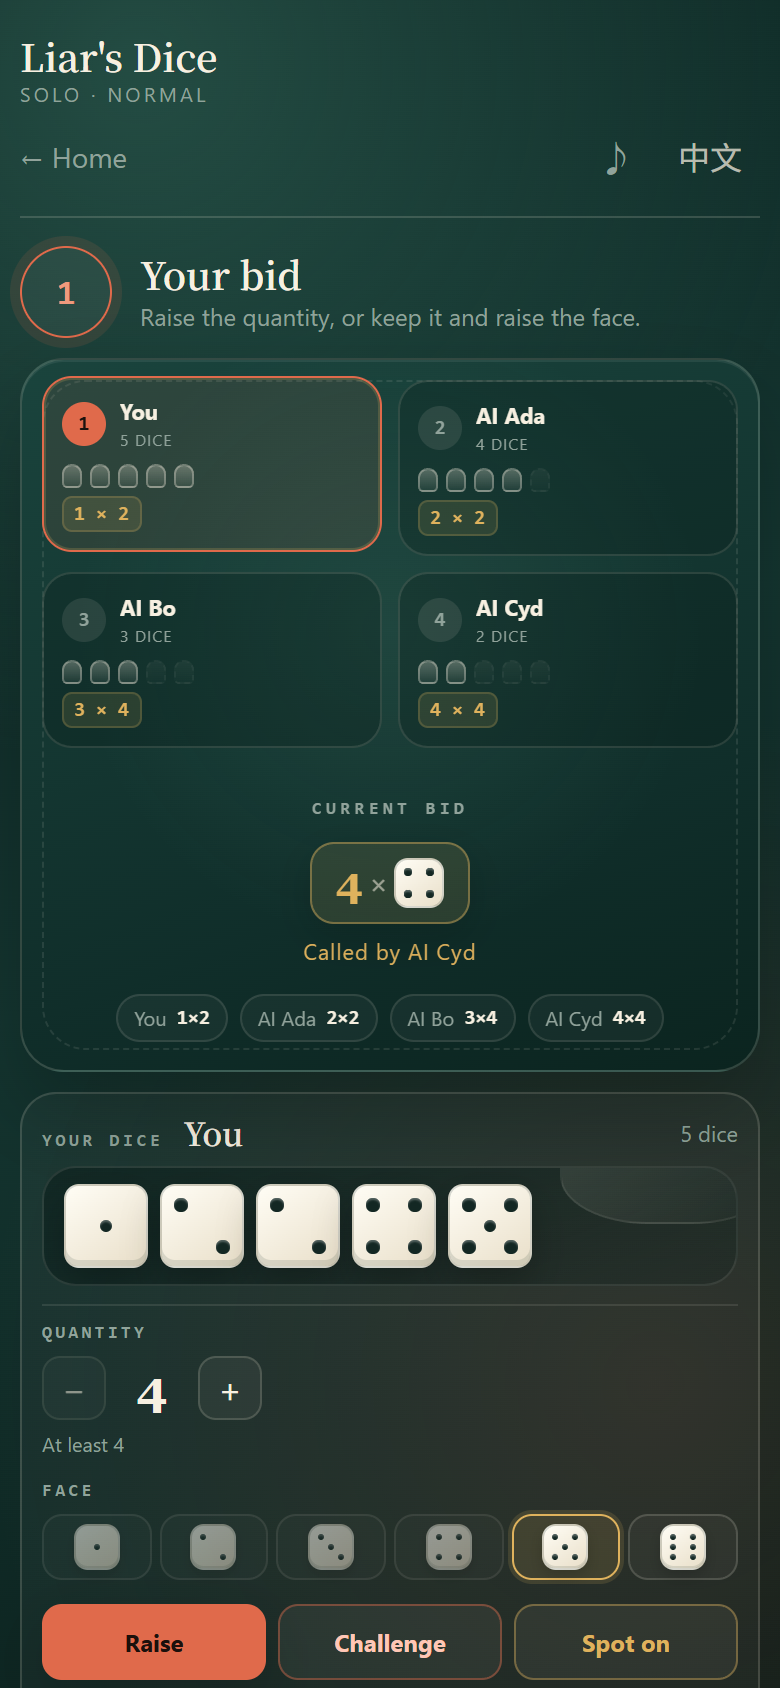 Liar's Dice
SOLO · NORMAL
← Home
中文
1
Your bid
Raise the quantity, or keep it and raise the face.
1
You
5 DICE
1 × 2
2
AI Ada
4 DICE
2 × 2
3
AI Bo
3 DICE
3 × 4
4
AI Cyd
2 DICE
4 × 4
CURRENT BID
4 ×
Called by AI Cyd
You 1×2
AI Ada 2×2
AI Bo 3×4
AI Cyd 4×4
YOUR DICE You
5 dice
QUANTITY
− 4 +
At least 4
FACE
Raise
Challenge
Spot on